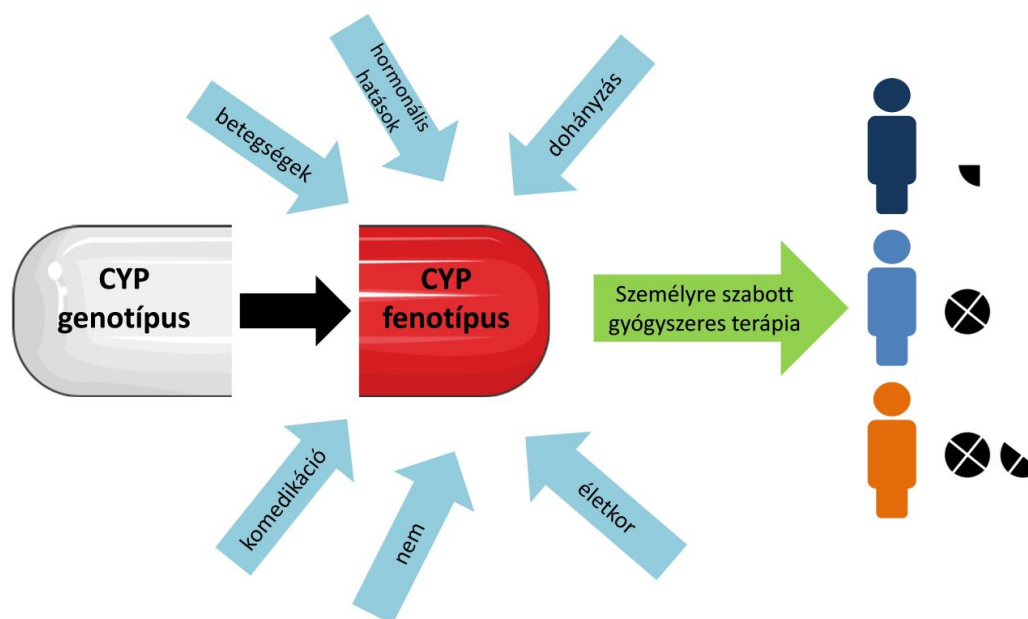 betegségek
hormonális
hatások
dohányzás
CYP
genotípus
CYP
fenotípus
Személyre szabott
gyógyszeres terápia
komedikáció
nem
életkor